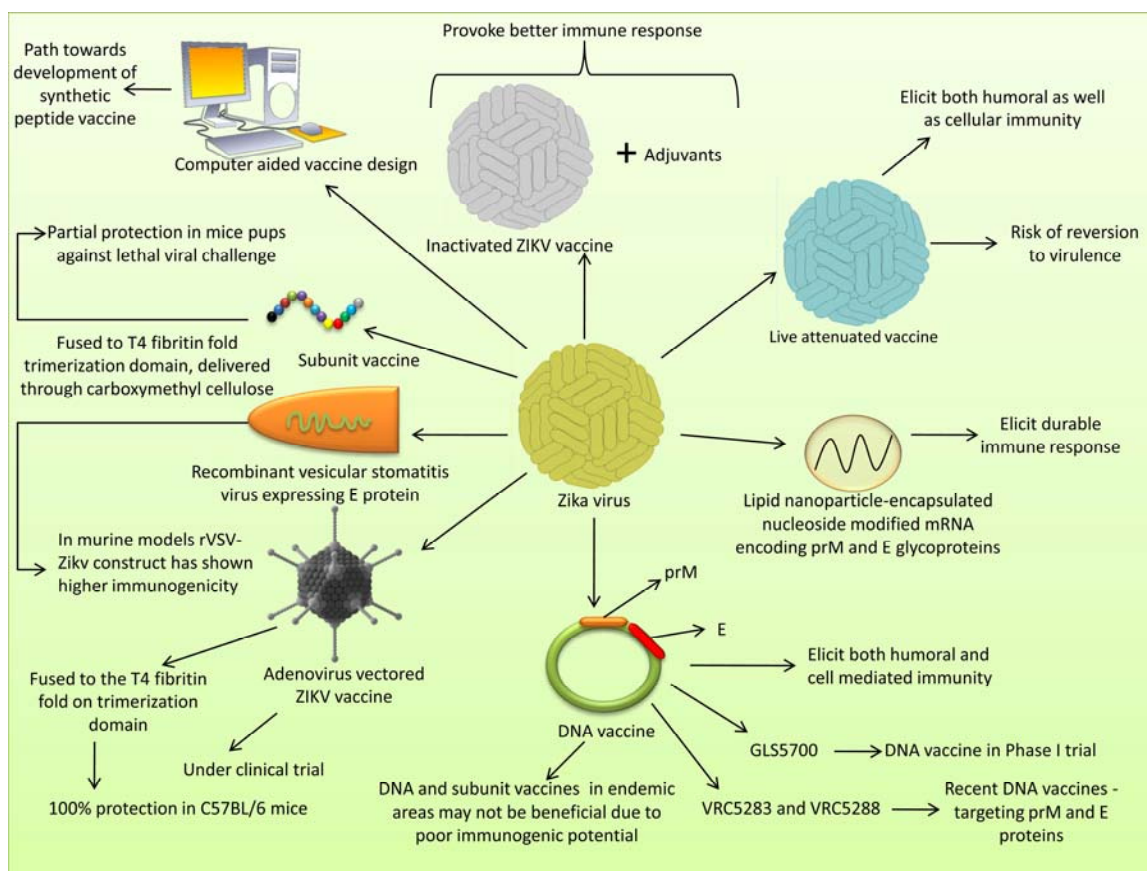 Provoke better immune response
Path towards
development of
synthetic
peptide vaccine
Computer aided vaccine design
+ Adjuvants
Inactivated ZIKV vaccine
Elicit both humoral as well
as cellular immunity
Risk of reversion
to virulence
Live attenuated vaccine
Partial protection in mice pups
against lethal viral challenge
Subunit vaccine
Fused to T4 fibritin fold
trimerization domain, delivered
through carboxymethyl cellulose
Recombinant vesicular stomatitis
virus expressing E protein
Zika virus
Elicit durable
immune response
Lipid nanoparticle-encapsulated
nucleoside modified mRNA
encoding prM and E glycoproteins
In murine models rVSV-
Zikv construct has shown
higher immunogenicity
Adenovirus vectored
ZIKV vaccine
Fused to the T4 fibritin
fold on trimerization
domain
Under clinical trial
100% protection in C57BL/6 mice
prM
E
DNA vaccine
Elicit both humoral and
cell mediated immunity
GLS5700
DNA vaccine in Phase I trial
DNA and subunit vaccines in endemic
areas may not be beneficial due to
poor immunogenic potential
VRC5283 and VRC5288
Recent DNA vaccines -
targeting prM and E
proteins